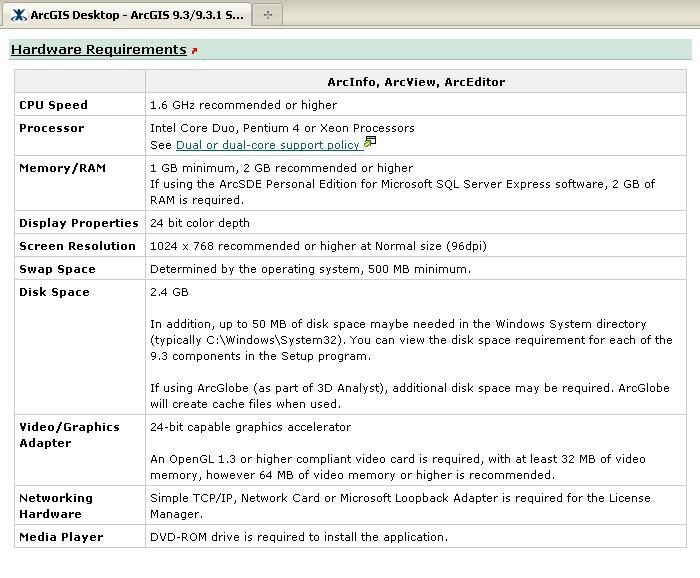 ArcGIS Desktop - ArcGIS 9.3/9.3.1 S...
Hardware Requirements
ArcInfo, ArcView, ArcEditor
CPU Speed
1.6 GHz recommended or higher
Processor
Intel Core Duo, Pentium 4 or Xeon Processors
See Dual or dual-core support policy
Memory/RAM
1 GB minimum, 2 GB recommended or higher
If using the ArcSDE Personal Edition for Microsoft SQL Server Express software, 2 GB of
RAM is required.
Display Properties
24 bit color depth
Screen Resolution
1024 x 768 recommended or higher at Normal size (96dpi)
Swap Space
Determined by the operating system, 500 MB minimum.
Disk Space
2.4 GB
In addition, up to 50 MB of disk space maybe needed in the Windows System directory
(typically C:\Windows\System32). You can view the disk space requirement for each of the
9.3 components in the Setup program.
If using ArcGlobe (as part of 3D Analyst), additional disk space may be required. ArcGlobe
will create cache files when used.
Video/Graphics
Adapter
24-bit capable graphics accelerator
An OpenGL 1.3 or higher compliant video card is required, with at least 32 MB of video
memory, however 64 MB of video memory or higher is recommended.
Networking
Hardware
Simple TCP/IP, Network Card or Microsoft Loopback Adapter is required for the License
Manager.
Media Player
DVD-ROM drive is required to install the application.